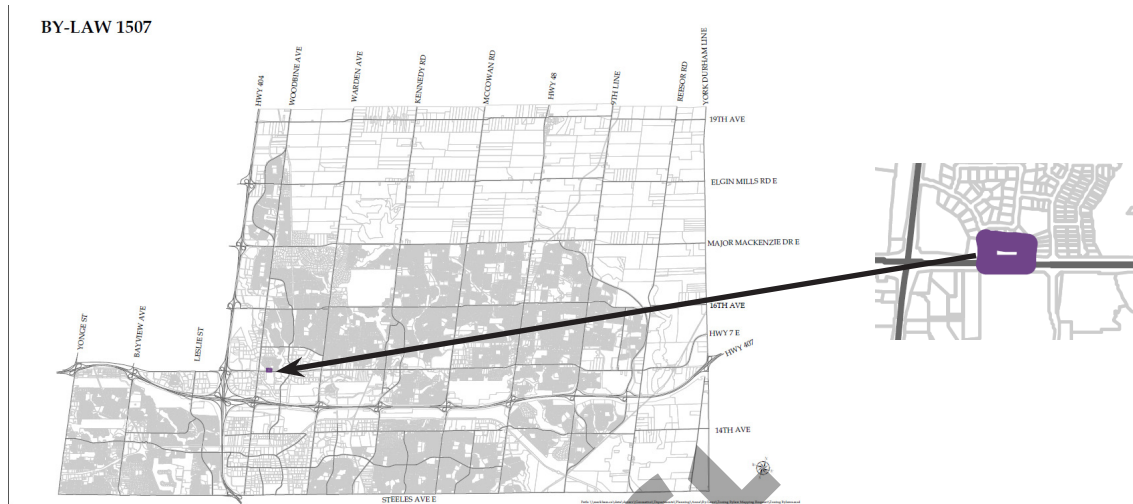 BY-LAW 1507
HWY 404
WOODBINE AVE
WARDEN AVE
KENNEDY RD
MCCOWAN RD
HWY 48
9TH LINE
REESOR RD
YORK DURHAM LINE
19TH AVE
ELGIN MILLS RD E
MAJOR MACKENZIE DR E
16TH AVE
HWY 7 E
HWY 407
YONGE ST
BAYVIEW AVE
LESLIE ST
14TH AVE
STEELES AVE E